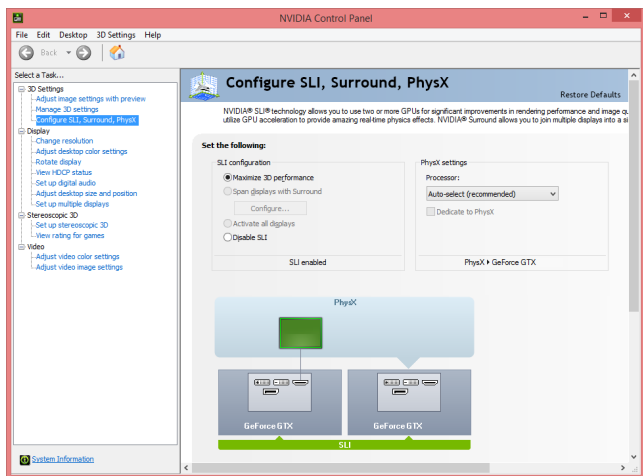 NVIDIA Control Panel
File Edit Desktop 3D Settings Help
Back
Select a Task...
3D Settings
Adjust image settings with preview
Manage 3D settings
Configure SLI, Surround, PhysX
Display
Change resolution
Adjust desktop color settings
Rotate display
View HDCP status
Set up digital audio
Adjust desktop size and position
Set up multiple displays
Stereoscopic 3D
Set up stereoscopic 3D
View rating for games
Video
Adjust video color settings
Adjust video image settings
System Information
Configure SLI, Surround, PhysX
Restore Defaults
NVIDIA® SLI® technology allows you to use two or more GPUs for significant improvements in rendering performance and image qu
utilize GPU acceleration to provide amazing real-time physics effects. NVIDIA® Surround allows you to join multiple displays into a si
Set the following:
SLI configuration
Maximize 3D performance
Span displays with Surround
Configure...
Activate all displays
Disable SLI
SLI enabled
PhysX settings
Processor:
Auto-select (recommended)
Dedicate to PhysX
PhysX GeForce GTX
PhysX
GeForce GTX
GeForce GTX
SLI